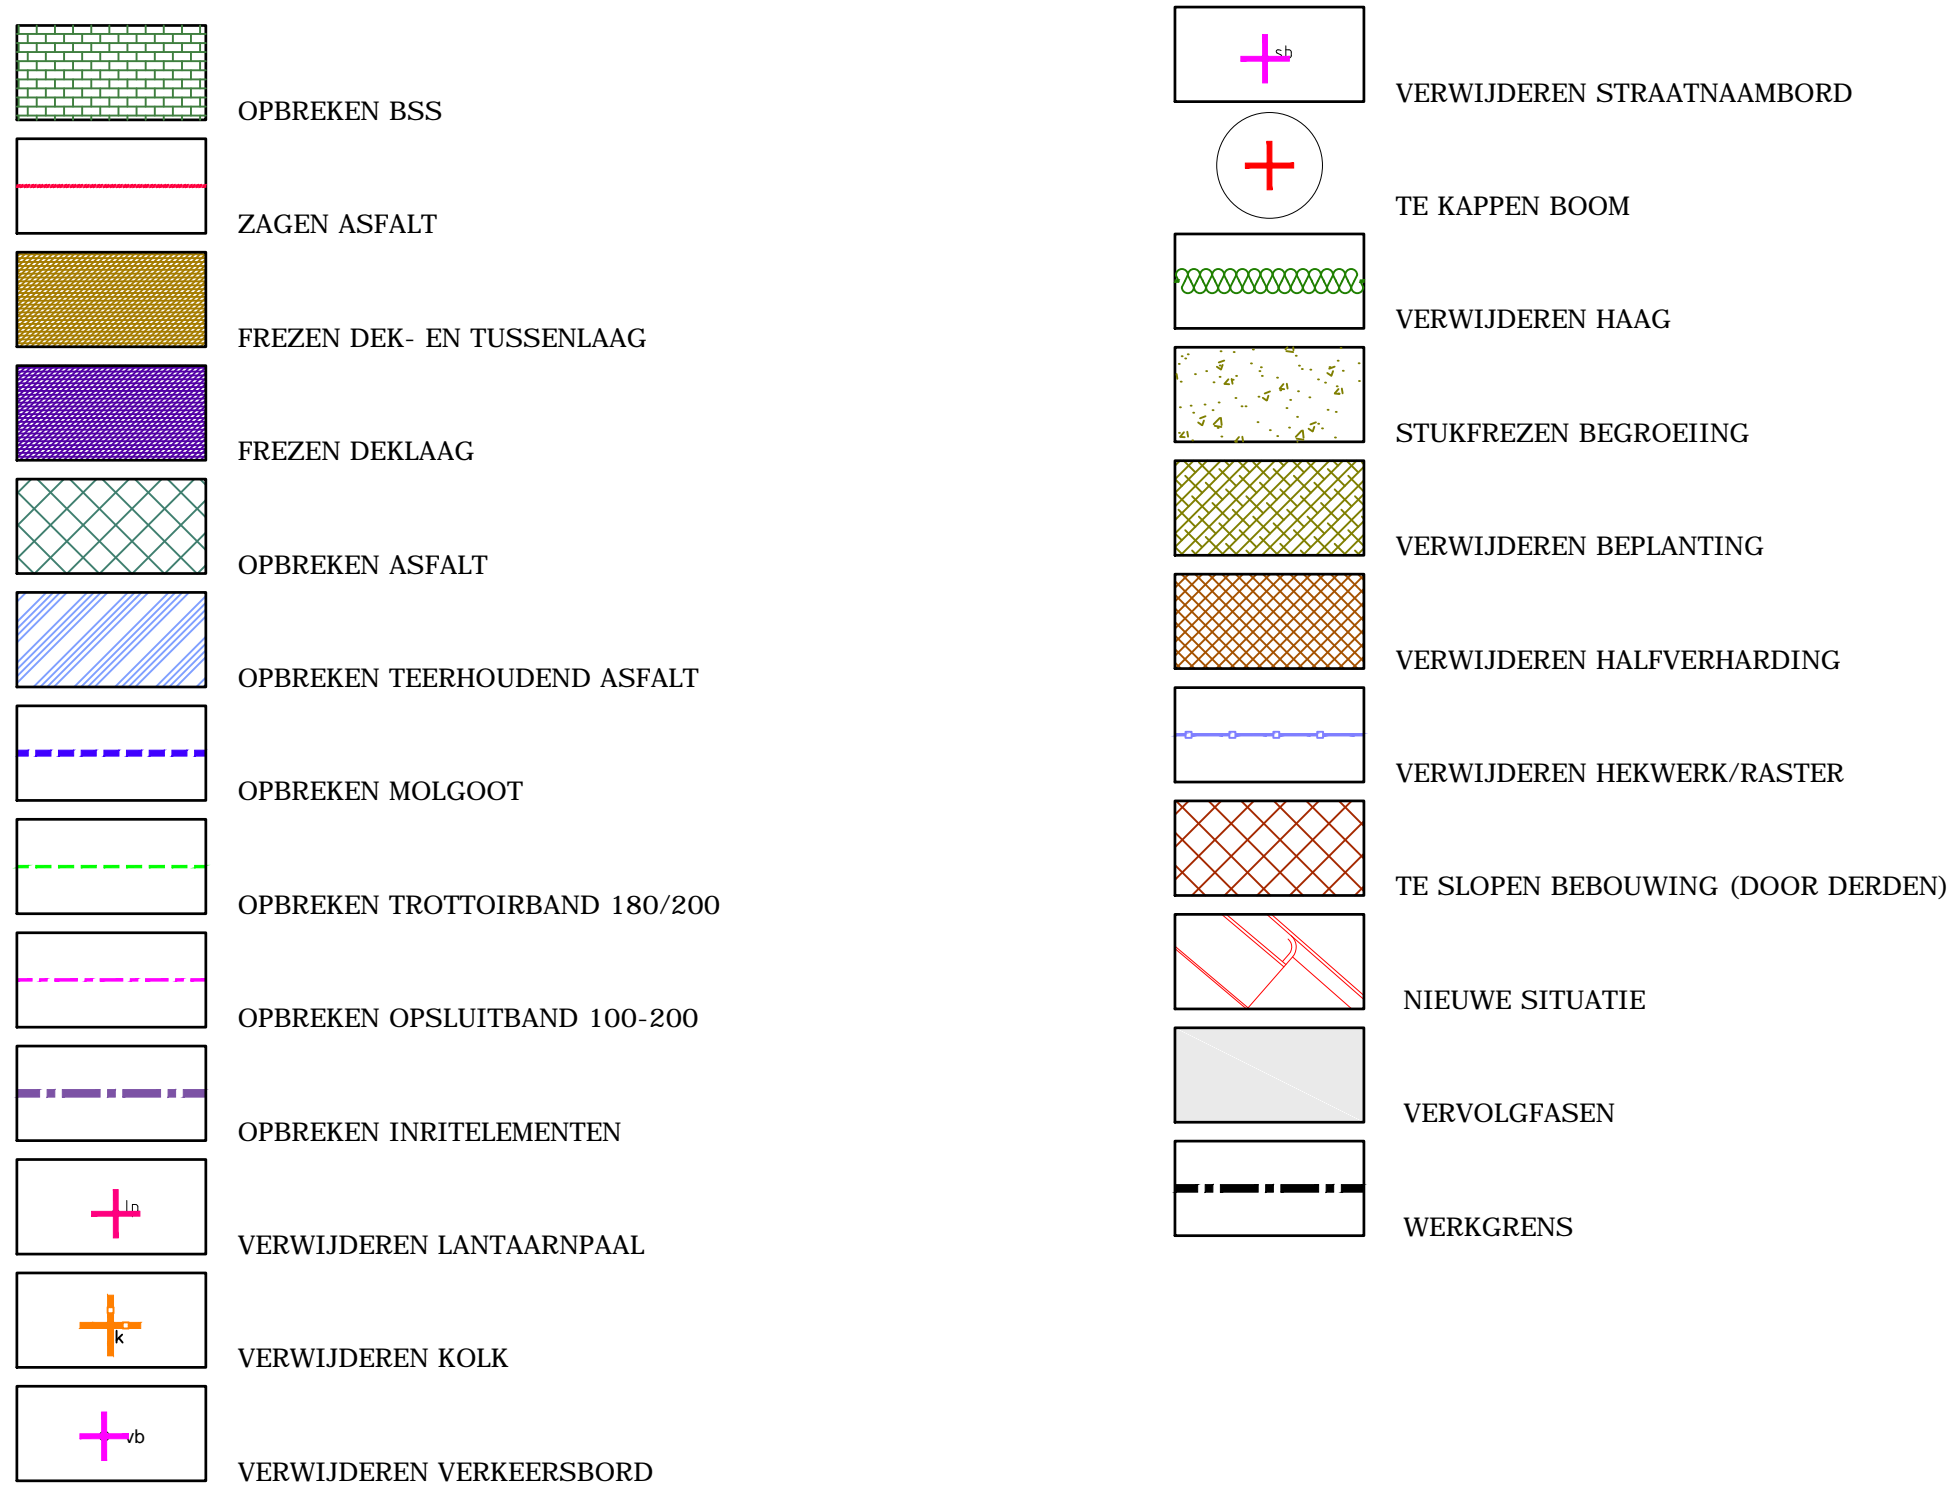 OPBREKEN BSS
ZAGEN ASFALT
FREZEN DEK- EN TUSSENLAAG
FREZEN DEKLAAG
OPBREKEN ASFALT
OPBREKEN TEERHOUDEND ASFALT
OPBREKEN MOLGOOT
OPBREKEN TROTTOIRBAND 180/200
OPBREKEN OPSLUITBAND 100-200
OPBREKEN INRITELEMENTEN
lp
VERWIJDEREN LANTAARNPAAL
k
VERWIJDEREN KOLK
vb
VERWIJDEREN VERKEERSBORD
sb
VERWIJDEREN STRAATNAAMBORD
TE KAPPEN BOOM
VERWIJDEREN HAAG
STUKFREZEN BEGROEIING
VERWIJDEREN BEPLANTING
VERWIJDEREN HALFVERHARDING
VERWIJDEREN HEKWERK/RASTER
TE SLOPEN BEBOUWING (DOOR DERDEN)
NIEUWE SITUATIE
VERVOLGFASEN
WERKGRENS